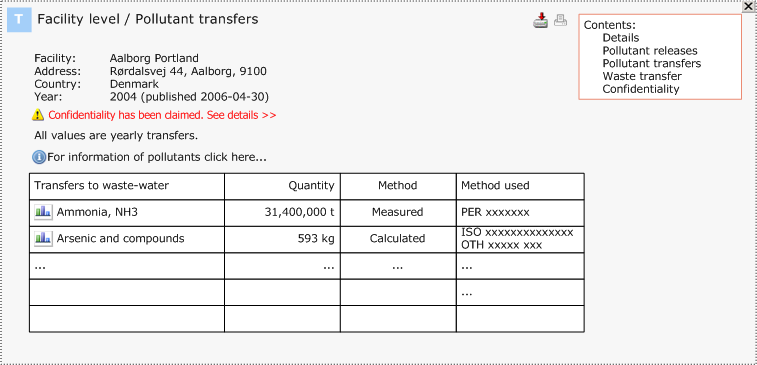 T Facility level / Pollutant transfers
Contents:
Details
Pollutant releases
Pollutant transfers
Waste transfer
Confidentiality
Facility: Aalborg Portland
Address: Rørdalsvej 44, Aalborg, 9100
Country: Denmark
Year: 2004 (published 2006-04-30)
Confidentiality has been claimed. See details >>
All values are yearly transfers.
For information of pollutants click here...
Transfers to waste-water Quantity Method Method used
Ammonia, NH3 31,400,000 t Measured PER xxxxxxx
Arsenic and compounds 593 kg Calculated ISO xxxxxxxxxxxxxx
OTH xxxxx xxx
... ... ... ...
...